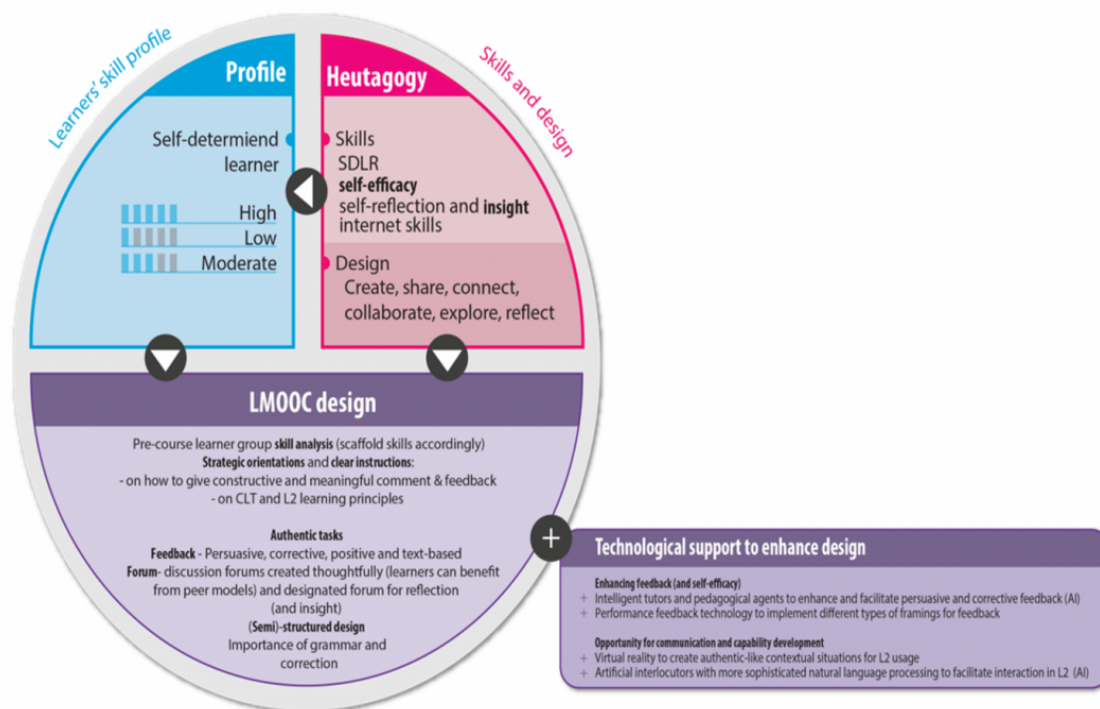 Learners' skill profile
Profile
Self-determiend
learner
High
Low
Moderate
Skills and design
Heutagogy
Skills
SDLR
self-efficacy
self-reflection and insight
internet skills
Design
Create, share, connect,
collaborate, explore, reflect
LMOOC design
Pre-course learner group skill analysis (scaffold skills accordingly)
Strategic orientations and clear instructions:
- on how to give constructive and meaningful comment & feedback
- on CLT and L2 learning principles
Authentic tasks
Feedback - Persuasive, corrective, positive and text-based
Forum- discussion forums created thoughtfully (learners can benefit
from peer models) and designated forum for reflection
(and insight)
(Semi)-structured design
Importance of grammar and
correction
+
Technological support to enhance design
Enhancing feedback (and self-efficacy)
+ Intelligent tutors and pedagogical agents to enhance and facilitate persuasive and corrective feedback (AI)
+ Performance feedback technology to implement different types of framings for feedback
Opportunity for communication and capability development
+ Virtual reality to create authentic-like contextual situations for L2 usage
+ Artificial interlocutors with more sophisticated natural language processing to facilitate interaction in L2 (AI)